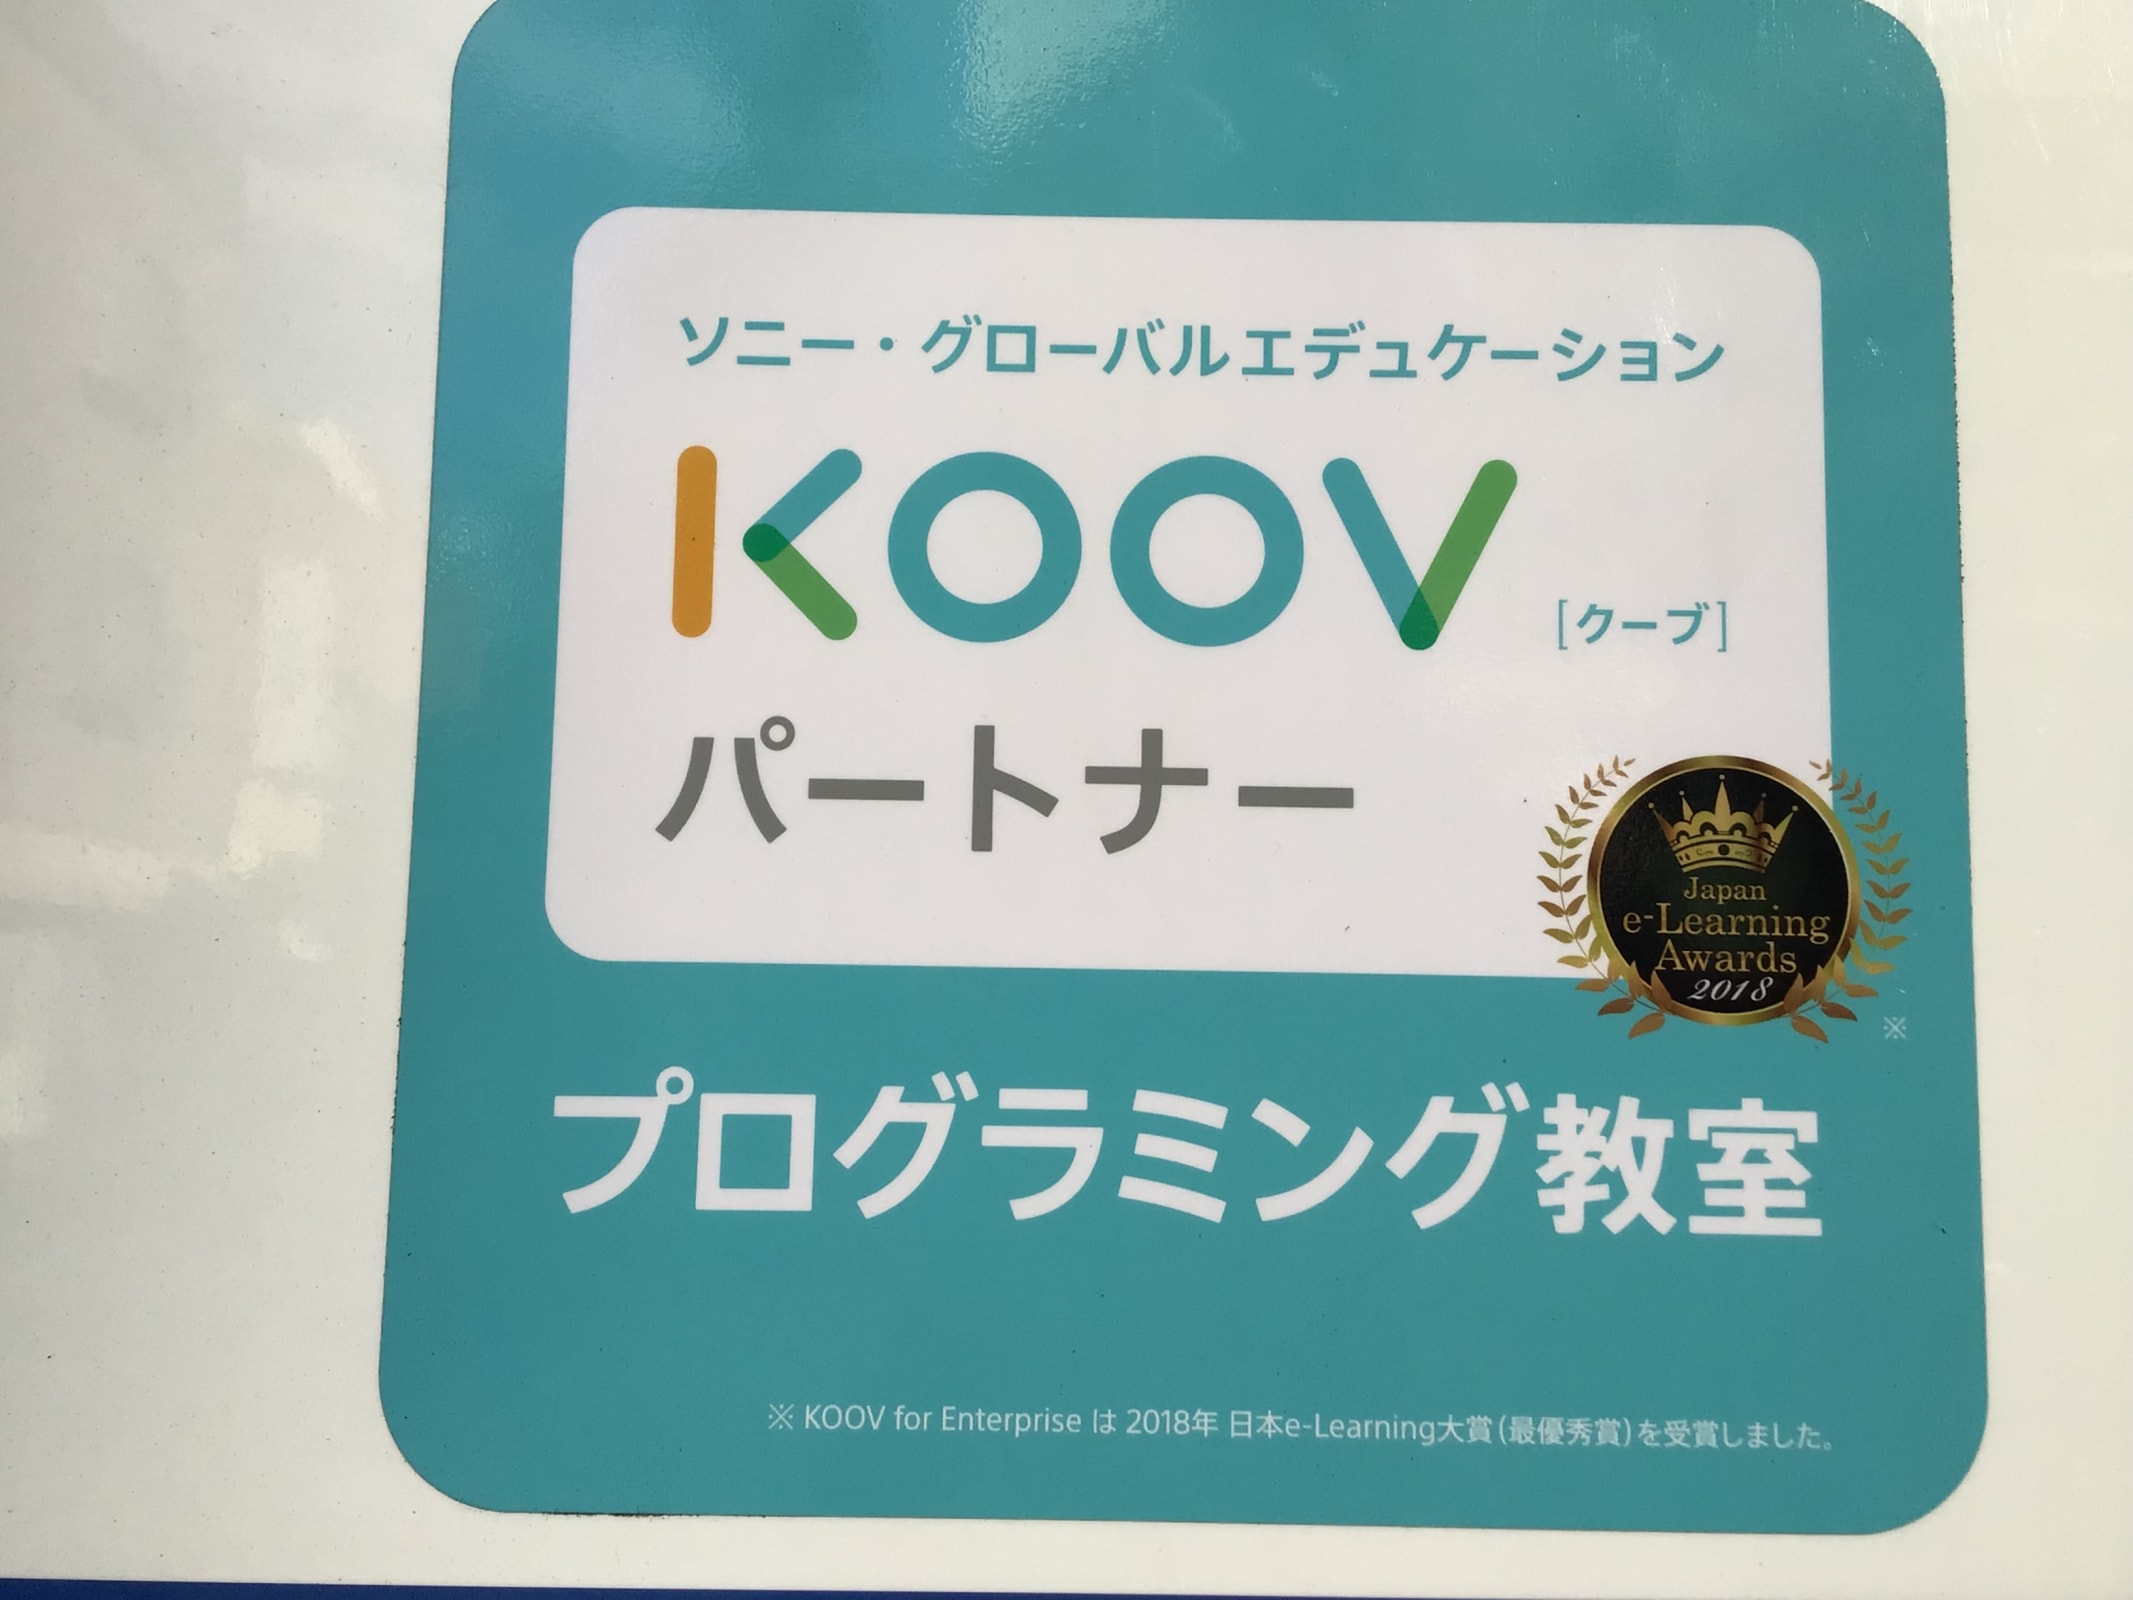 ソニー・グローバルエデュケーション
KOOV [クーブ]
パートナー
Japan
e-Learning
Awards
2018
※
プログラミング教室
※ KOOV for Enterprise は 2018年 日本e-Learning大賞(最優秀賞)を受賞しました。